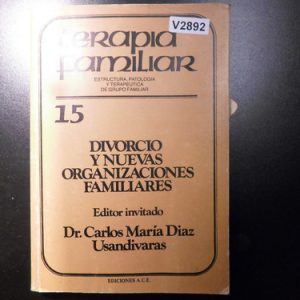 V2892
terapia
familiar
ESTRUCTURA, PATOLOGIA
Y TERAPEUTICA
DE GRUPO FAMILIAR
15
DIVORCIO
Y NUEVAS
ORGANIZACIONES
FAMILIARES
Editor invitado
Dr. Carlos María Diaz
Usandivaras
EDICIONES A.C.E.